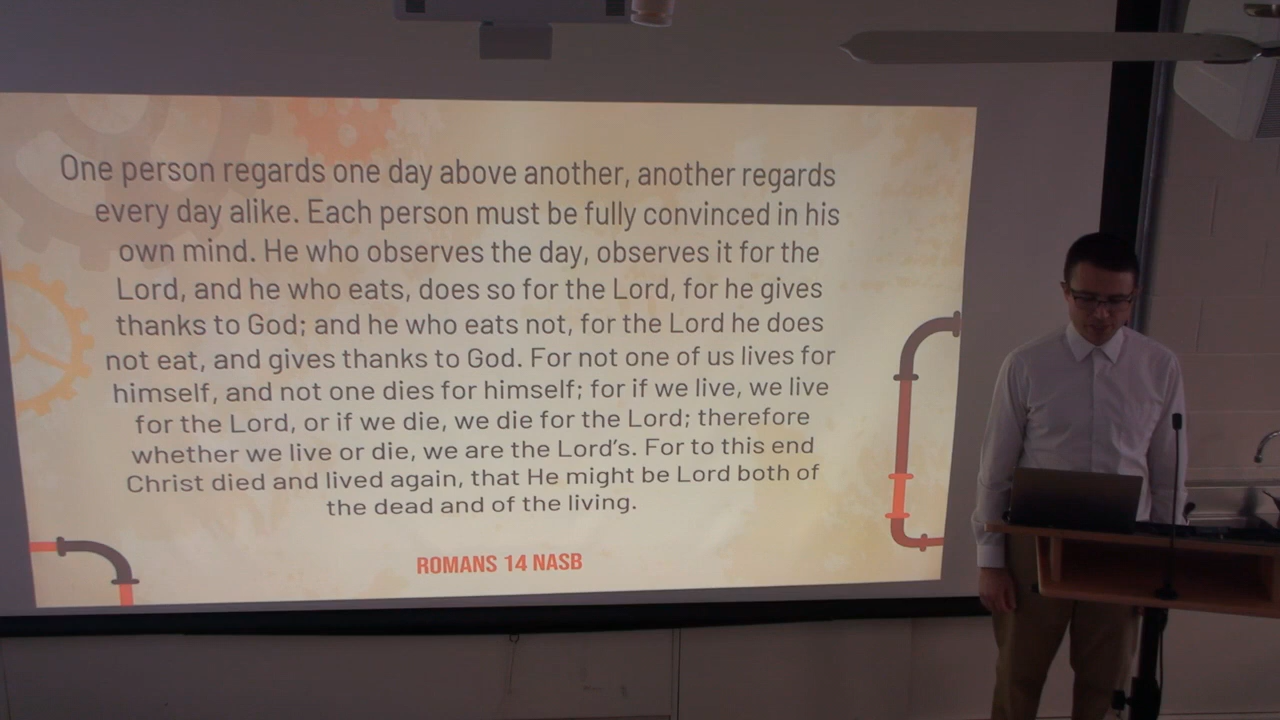 One person regards one day above another, another regards
every day alike. Each person must be fully convinced in his
own mind. He who observes the day, observes it for the
Lord, and he who eats, does so for the Lord, for he gives
thanks to God; and he who eats not, for the Lord he does
not eat, and gives thanks to God. For not one of us lives for
himself, and not one dies for himself; for if we live, we live
for the Lord, or if we die, we die for the Lord; therefore
whether we live or die, we are the Lord's. For to this end
Christ died and lived again, that He might be Lord both of
the dead and of the living.
ROMANS 14 NASB